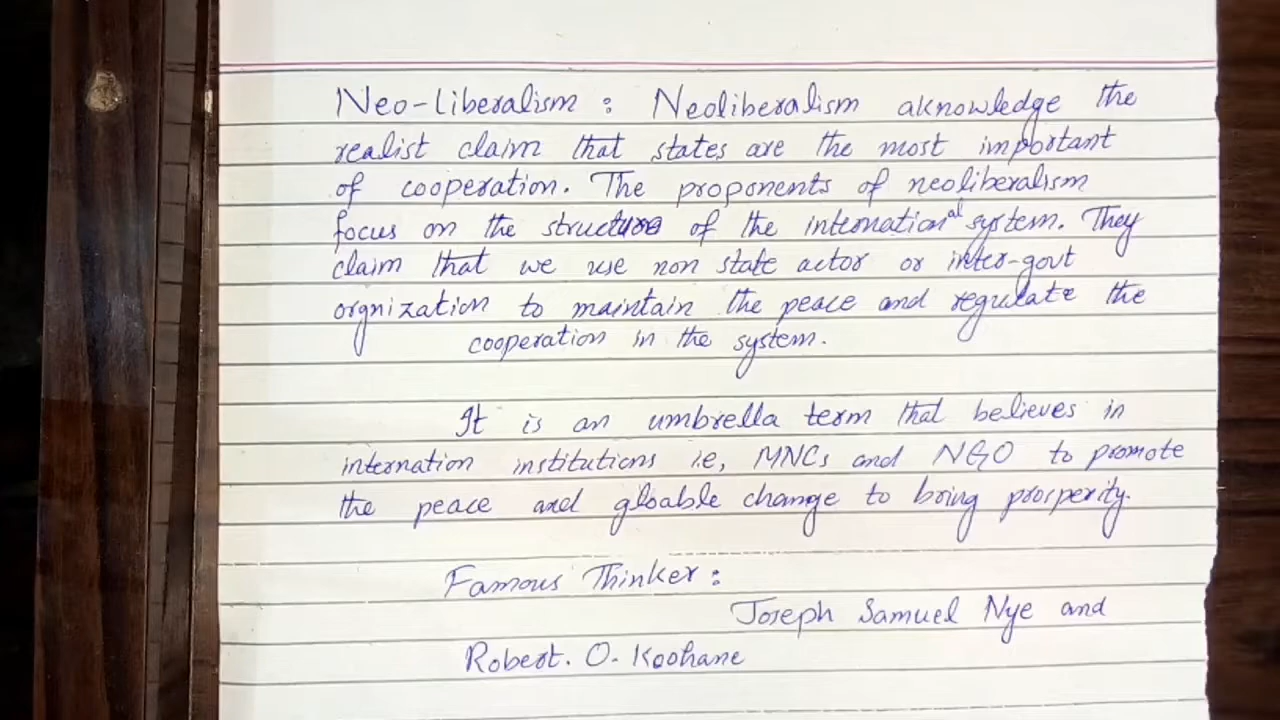 Neo-Liberalism : Neoliberalism aknowledge the
realist claim that states are the most important
of cooperation. The proponents of neoliberalism
focus on the structure of the international system. They
claim that we use non state actor or inter-govt
orgnization to maintain the peace and regulate the
cooperation in the system.
It is an umbrella term that believes in
internation institutions i.e, MNCs and NGO to promote
the peace and gloable change to bring prosperity.
Famous Thinker :
Joseph Samuel Nye and
Robert. O. Koohane